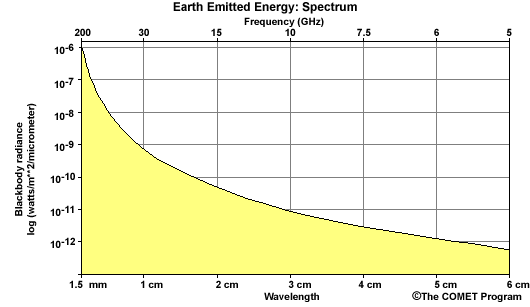 Earth Emitted Energy: Spectrum
Frequency (GHz)
200 30 15 10 7.5 6 5
10-6
10-7
10-8
10-9
10-10
10-11
10-12
Blackbody radiance
log (watts/m**2/micrometer)
1.5 mm 1 cm 2 cm 3 cm 4 cm 5 cm 6 cm
Wavelength
©The COMET Program